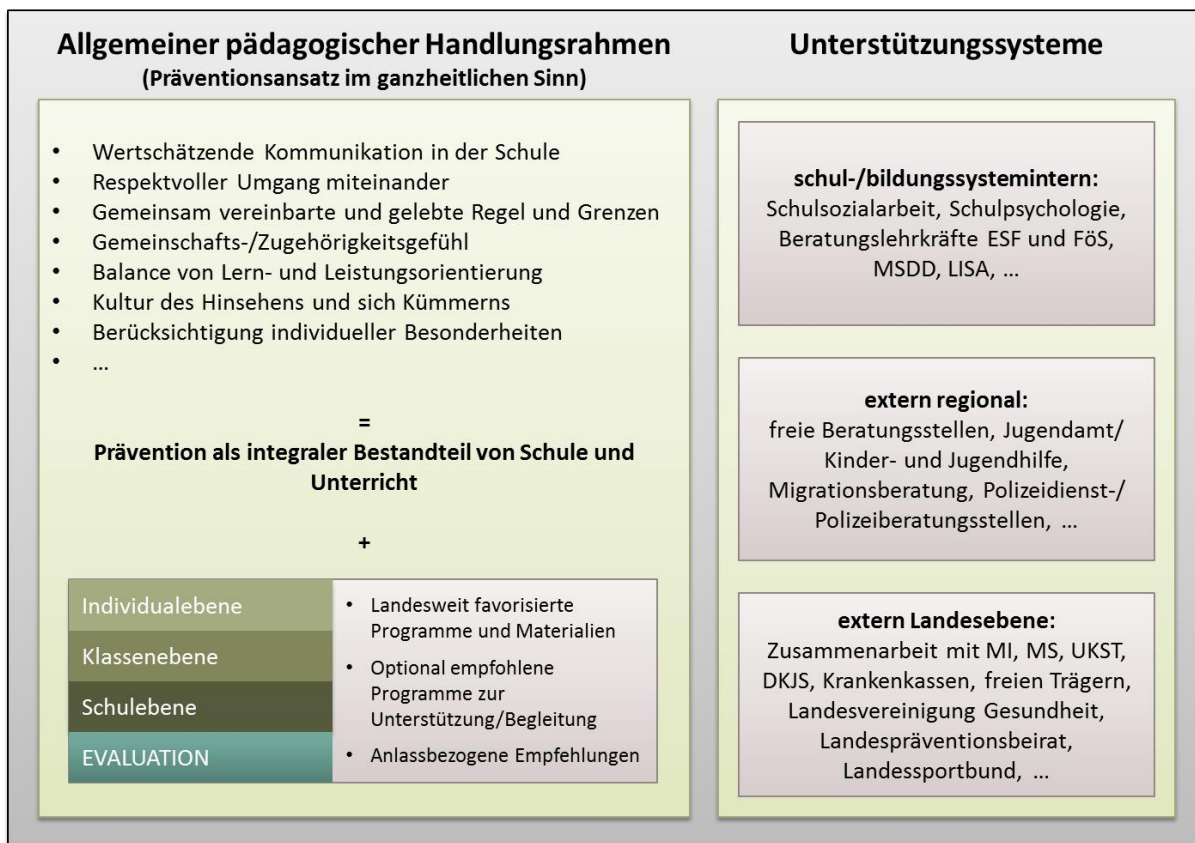 Allgemeiner pädagogischer Handlungsrahmen
(Präventionsansatz im ganzheitlichen Sinn)
• Wertschätzende Kommunikation in der Schule
• Respektvoller Umgang miteinander
• Gemeinsam vereinbarte und gelebte Regel und Grenzen
• Gemeinschafts-/Zugehörigkeitsgefühl
• Balance von Lern- und Leistungsorientierung
• Kultur des Hinsehens und sich Kümmerns
• Berücksichtigung individueller Besonderheiten
• ...
=
Prävention als integraler Bestandteil von Schule und
Unterricht
+
Individualebene
Klassenebene
Schulebene
EVALUATION
• Landesweit favorisierte
Programme und Materialien
• Optional empfohlene
Programme zur
Unterstützung/Begleitung
• Anlassbezogene Empfehlungen
Unterstützungssysteme
schul-/bildungssystemintern:
Schulsozialarbeit, Schulpsychologie,
Beratungslehrkräfte ESF und FöS,
MSDD, LISA, ...
extern regional:
freie Beratungsstellen, Jugendamt/
Kinder- und Jugendhilfe,
Migrationsberatung, Polizeidienst-/
Polizeiberatungsstellen, ...
extern Landesebene:
Zusammenarbeit mit MI, MS, UKST,
DKJS, Krankenkassen, freien Trägern,
Landesvereinigung Gesundheit,
Landespräventionsbeirat,
Landessportbund, ...